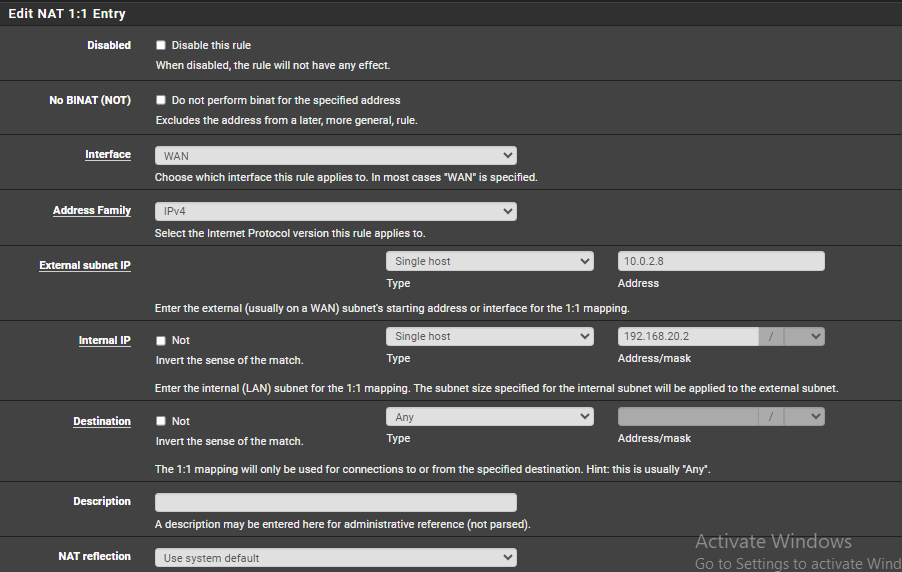 Edit NAT 1:1 Entry
Disabled Disable this rule
When disabled, the rule will not have any effect.
No BINAT (NOT) Do not perform binat for the specified address
Excludes the address from a later, more general, rule.
Interface WAN
Choose which interface this rule applies to. In most cases "WAN" is specified.
Address Family IPv4
Select the Internet Protocol version this rule applies to.
External subnet IP Single host 10.0.2.8
Type Address
Enter the external (usually on a WAN) subnet's starting address or interface for the 1:1 mapping.
Internal IP Not Single host 192.168.20.2 /
Invert the sense of the match. Type Address/mask
Enter the internal (LAN) subnet for the 1:1 mapping. The subnet size specified for the internal subnet will be applied to the external subnet.
Destination Not Any /
Invert the sense of the match. Type Address/mask
The 1:1 mapping will only be used for connections to or from the specified destination. Hint: this is usually "Any".
Description
A description may be entered here for administrative reference (not parsed).
NAT reflection Use system default
Activate Windows
Go to Settings to activate Wind